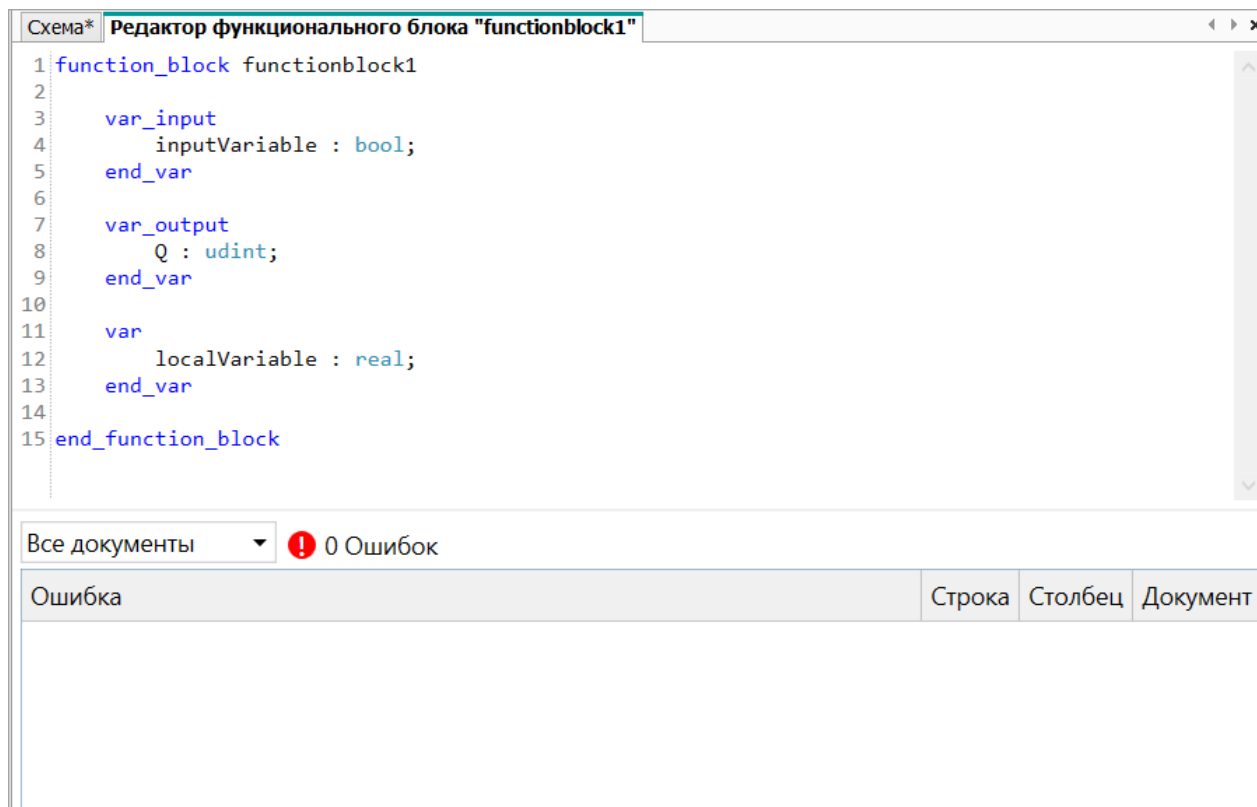 Схема* Редактор функционального блока "functionblock1"
1 function_block functionblock1
2
3 var_input
4 inputVariable : bool;
5 end_var
6
7 var_output
8 Q : udint;
9 end_var
10
11 var
12 localVariable : real;
13 end_var
14
15 end_function_block
Все документы 0 Ошибок
Ошибка Строка Столбец Документ